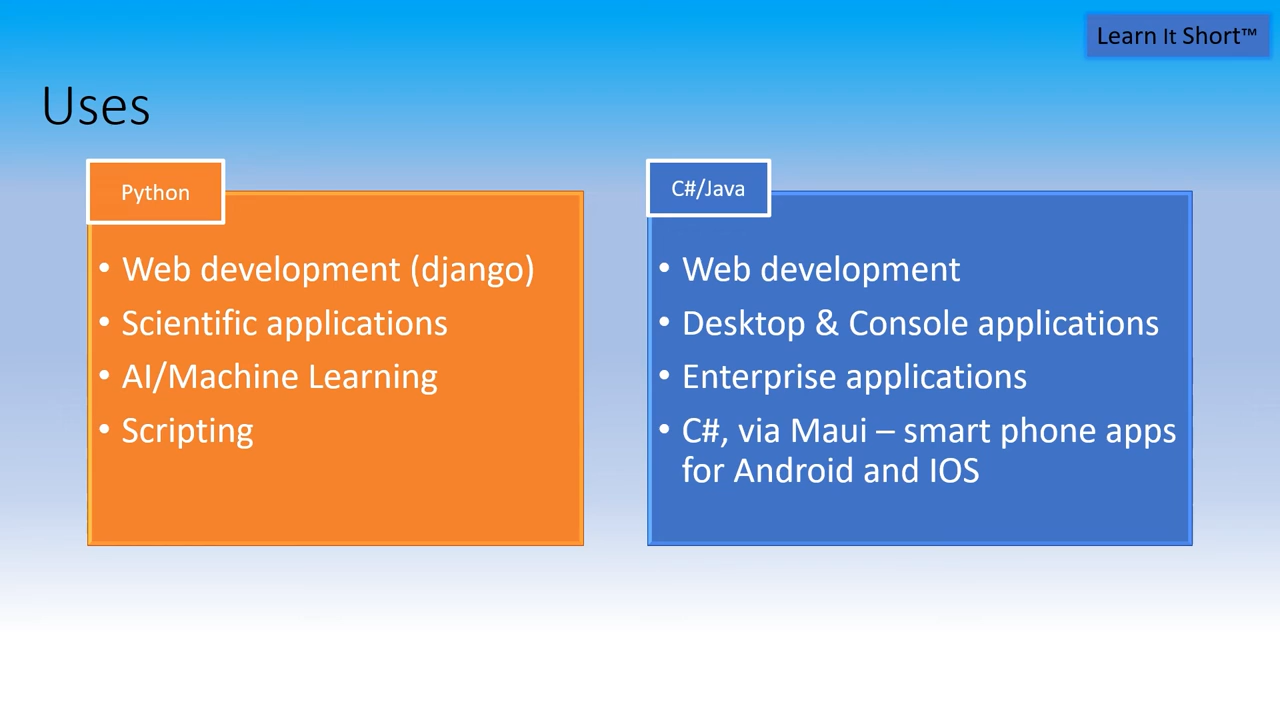 Learn It Short™
Uses
Python
• Web development (django)
• Scientific applications
• AI/Machine Learning
• Scripting
C#/Java
• Web development
• Desktop & Console applications
• Enterprise applications
• C#, via Maui – smart phone apps
for Android and IOS